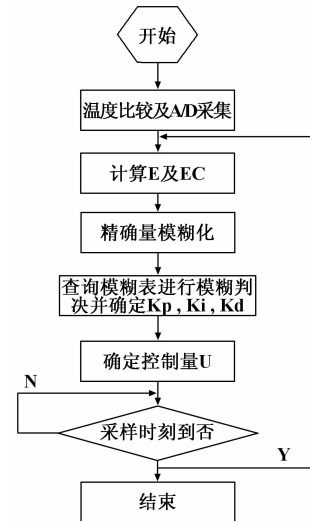 开始
温度比较及A/D采集
计算E及EC
精确量模糊化
查询模糊表进行模糊判
决并确定Kp , Ki , Kd
确定控制量U
N
采样时刻到否
Y
结束